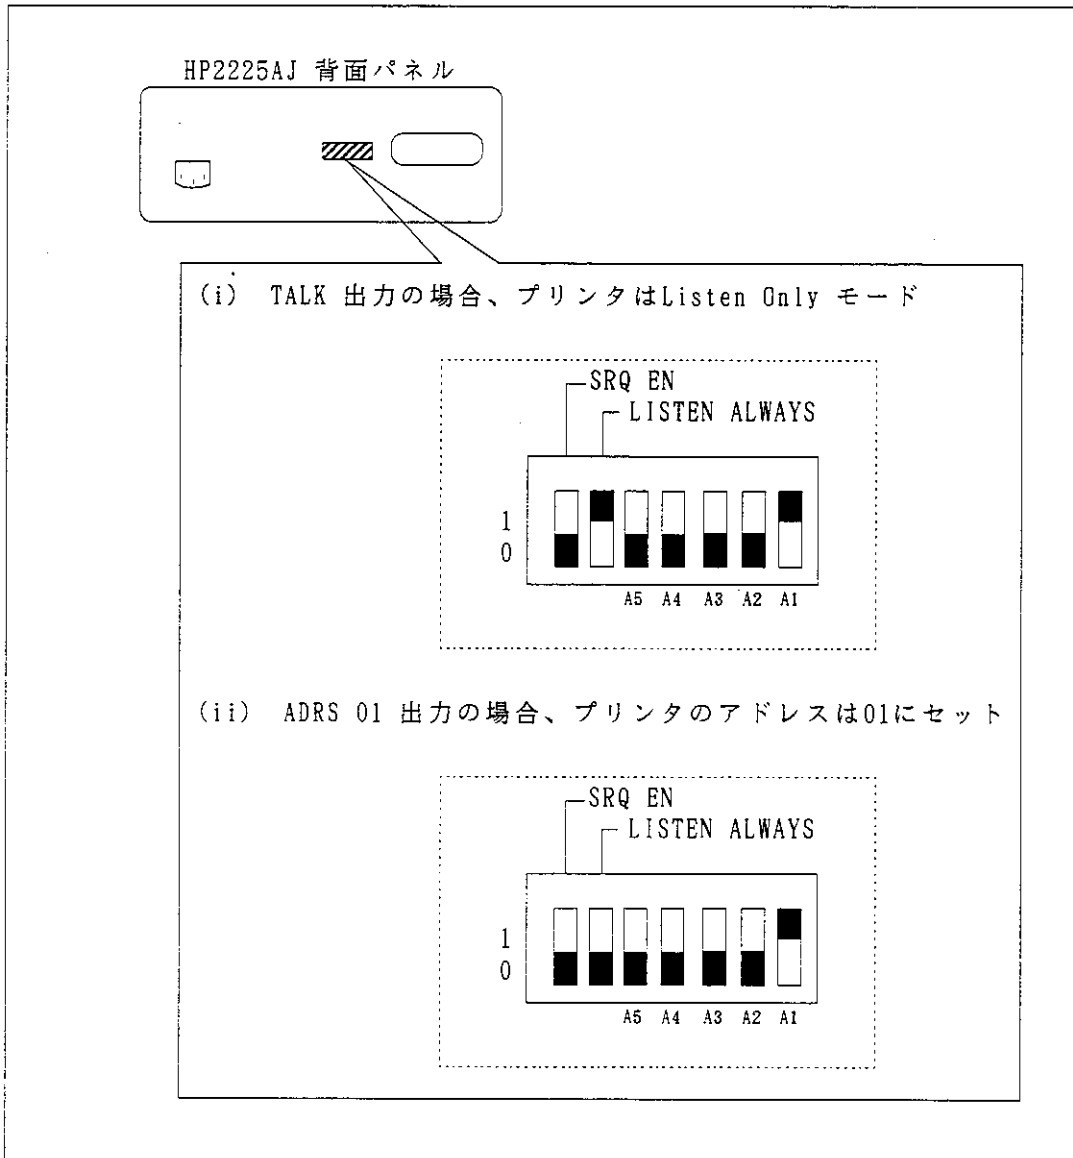 HP2225AJ 背面パネル
(i) TALK 出力の場合、プリンタはListen Only モード
SRQ EN
LISTEN ALWAYS
1
0
A5 A4 A3 A2 A1
(ii) ADRS 01 出力の場合、プリンタのアドレスは01にセット
SRQ EN
LISTEN ALWAYS
1
0
A5 A4 A3 A2 A1